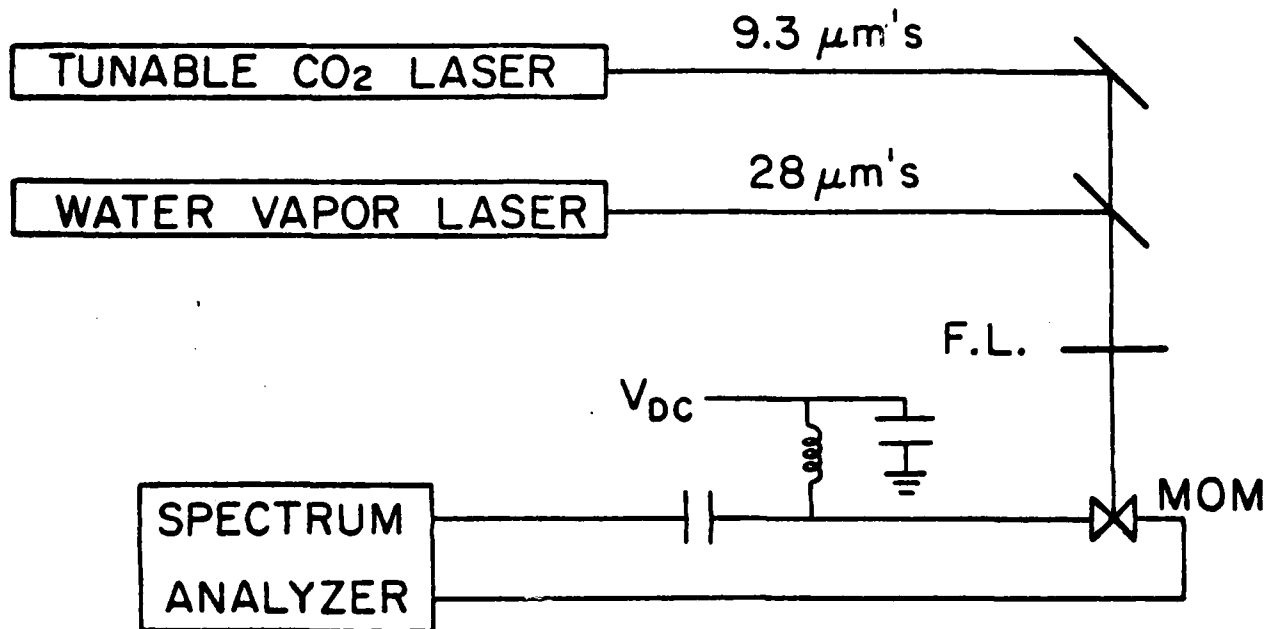 9.3 μm's
TUNABLE CO₂ LASER
28 μm's
WATER VAPOR LASER
F.L.
VDC
MOM
SPECTRUM
ANALYZER